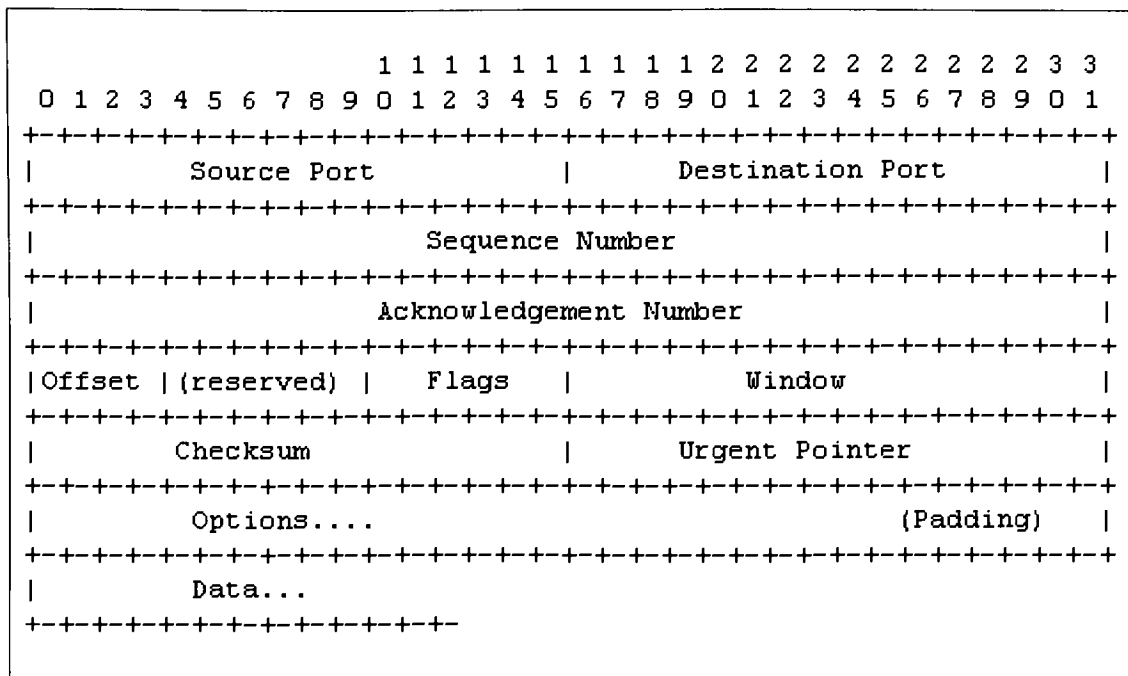 1 1 1 1 1 1 1 1 1 1 2 2 2 2 2 2 2 2 2 2 3 3
0 1 2 3 4 5 6 7 8 9 0 1 2 3 4 5 6 7 8 9 0 1 2 3 4 5 6 7 8 9 0 1
+-+-+-+-+-+-+-+-+-+-+-+-+-+-+-+-+-+-+-+-+-+-+-+-+-+-+-+-+-+-+-+-+
| Source Port | Destination Port |
+-+-+-+-+-+-+-+-+-+-+-+-+-+-+-+-+-+-+-+-+-+-+-+-+-+-+-+-+-+-+-+-+
| Sequence Number |
+-+-+-+-+-+-+-+-+-+-+-+-+-+-+-+-+-+-+-+-+-+-+-+-+-+-+-+-+-+-+-+-+
| Acknowledgement Number |
+-+-+-+-+-+-+-+-+-+-+-+-+-+-+-+-+-+-+-+-+-+-+-+-+-+-+-+-+-+-+-+-+
|Offset |(reserved) | Flags | Window |
+-+-+-+-+-+-+-+-+-+-+-+-+-+-+-+-+-+-+-+-+-+-+-+-+-+-+-+-+-+-+-+-+
| Checksum | Urgent Pointer |
+-+-+-+-+-+-+-+-+-+-+-+-+-+-+-+-+-+-+-+-+-+-+-+-+-+-+-+-+-+-+-+-+
| Options.... (Padding) |
+-+-+-+-+-+-+-+-+-+-+-+-+-+-+-+-+-+-+-+-+-+-+-+-+-+-+-+-+-+-+-+-+
| Data...
+-+-+-+-+-+-+-+-+-+-+-+-+-